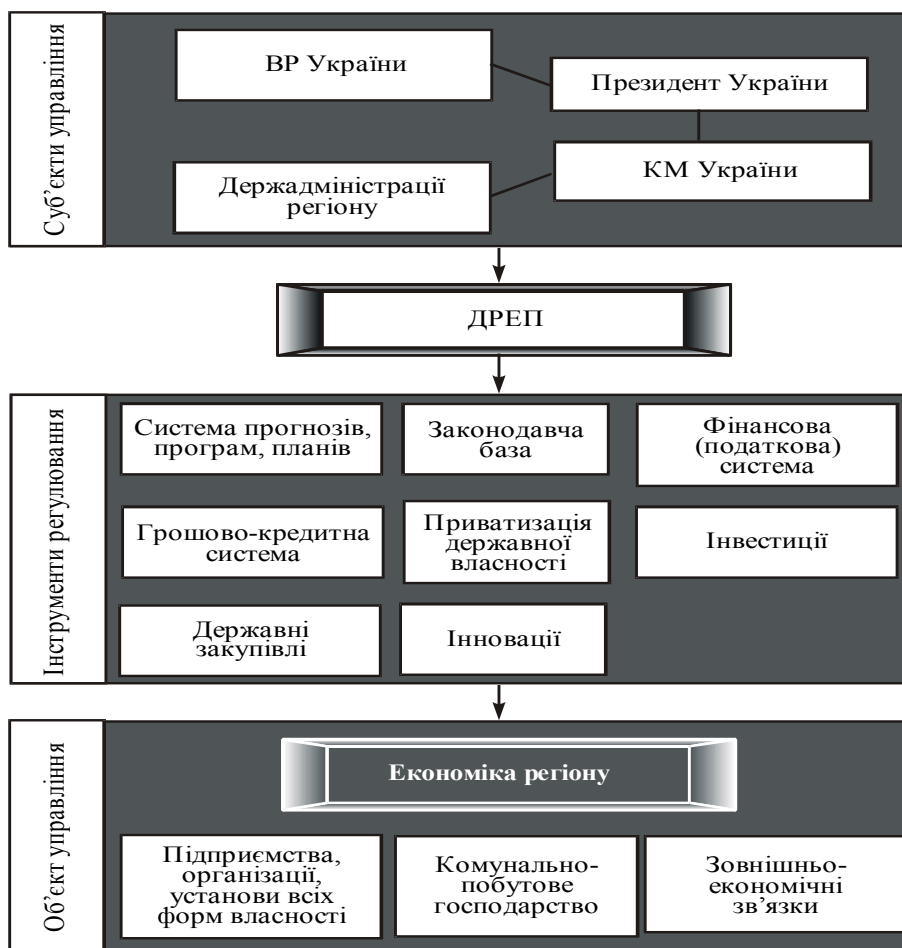 Суб’єкти управління
ВР України
Президент України
КМ України
Держадміністрації
регіону
ДРЕП
Інструменти регулювання
Система прогнозів,
програм, планів
Законодавча
база
Фінансова
(податкова)
система
Грошово-кредитна
система
Приватизація
державної
власності
Інвестиції
Державні
закупівлі
Інновації
Об’єкт управління
Економіка регіону
Підприємства,
організації,
установи всіх
форм власності
Комунально-
побутове
господарство
Зовнішньо-
економічні
зв'язки